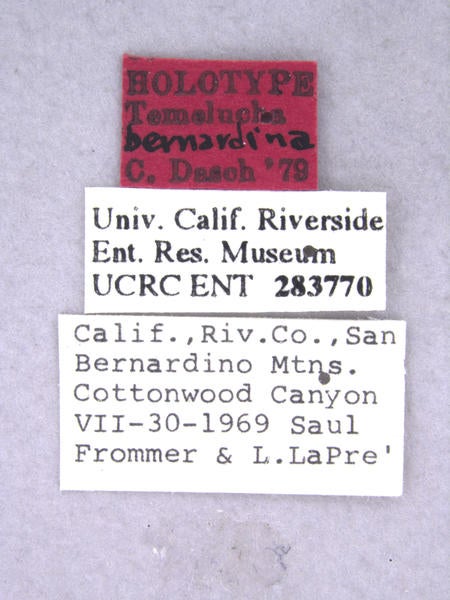 HOLOTYPE
Temelucha
bernardina
C. Dasch '79
Univ. Calif. Riverside
Ent. Res. Museum
UCRC ENT 283770
Calif.,Riv.Co.,San
Bernardino Mtns.
Cottonwood Canyon
VII-30-1969 Saul
Frommer & L.LaPre'